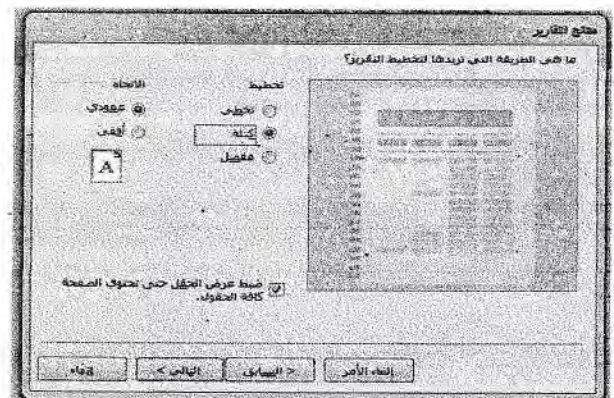 معالج التقارير
ما هي الطريقة التي تريدها لتخطيط التقرير؟
تخطيط
تخطى
كتلة
مفصل
الاتجاه
عمودي
أفقي
A
ضبط عرض الحقل حتى تحتوي الصفحة
كافة الحقول.
إلغاء الأمر
< السابق
التالي >
إنهاء